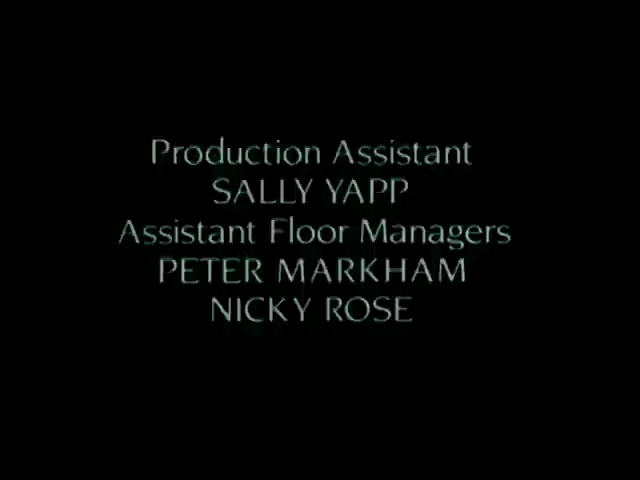 Production Assistant
SALLY YAPP
Assistant Floor Managers
PETER MARKHAM
NICKY ROSE